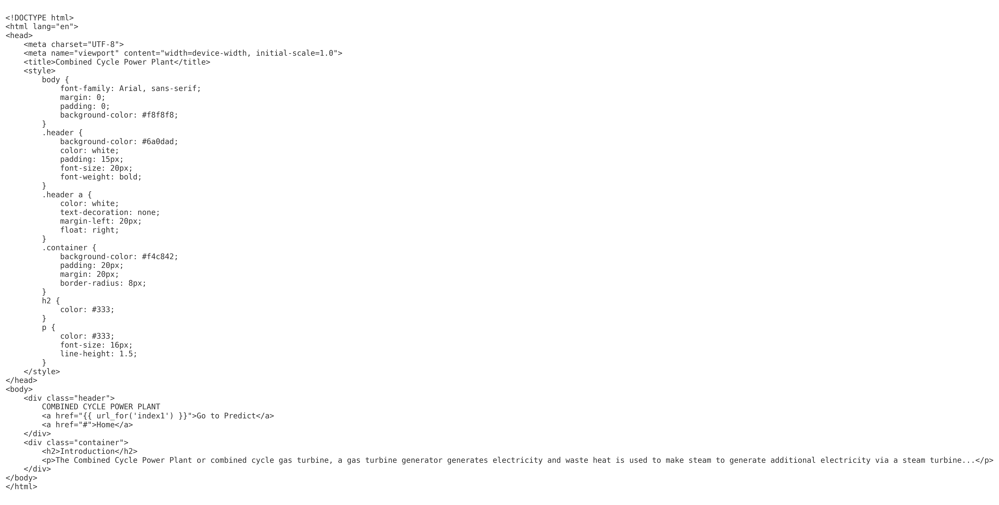 <!DOCTYPE html>
<html lang="en">
<head>
    <meta charset="UTF-8">
    <meta name="viewport" content="width=device-width, initial-scale=1.0">
    <title>Combined Cycle Power Plant</title>
    <style>
        body {
            font-family: Arial, sans-serif;
            margin: 0;
            padding: 0;
            background-color: #f8f8f8;
        }
        .header {
            background-color: #6a0dad;
            color: white;
            padding: 15px;
            font-size: 20px;
            font-weight: bold;
        }
        .header a {
            color: white;
            text-decoration: none;
            margin-left: 20px;
            float: right;
        }
        .container {
            background-color: #f4c842;
            padding: 20px;
            margin: 20px;
            border-radius: 8px;
        }
        h2 {
            color: #333;
        }
        p {
            color: #333;
            font-size: 16px;
            line-height: 1.5;
        }
    </style>
</head>
<body>
    <div class="header">
        COMBINED CYCLE POWER PLANT
        <a href="{{ url_for('index1') }}">Go to Predict</a>
        <a href="#">Home</a>
    </div>
    <div class="container">
        <h2>Introduction</h2>
        <p>The Combined Cycle Power Plant or combined cycle gas turbine, a gas turbine generator generates electricity and waste heat is used to make steam to generate additional electricity via a steam turbine...</p>
    </div>
</body>
</html>